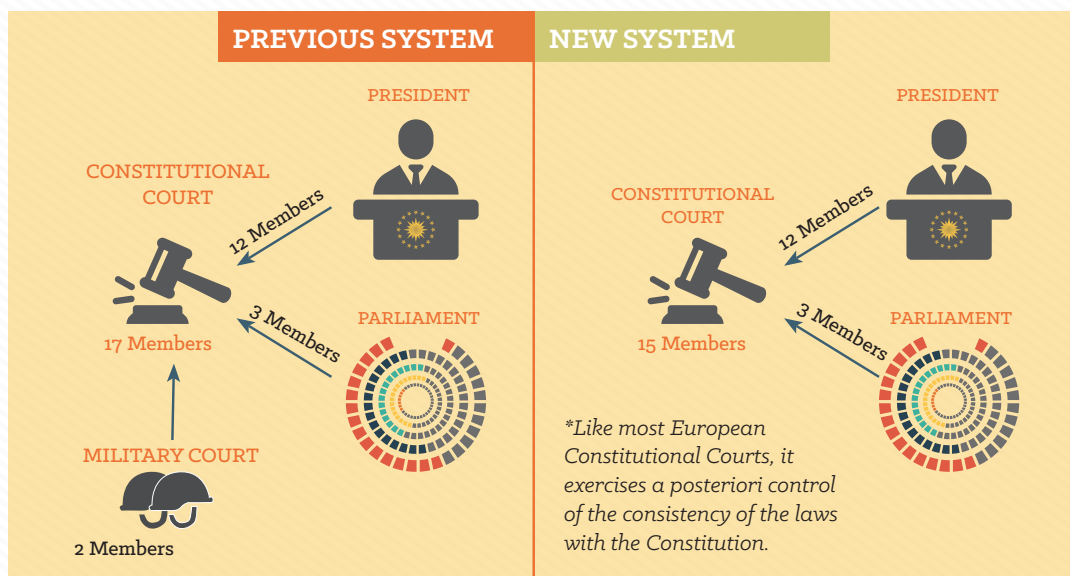 PREVIOUS SYSTEM
PRESIDENT
CONSTITUTIONAL
COURT
12 Members
3 Members
17 Members
PARLIAMENT
MILITARY COURT
2 Members
NEW SYSTEM
PRESIDENT
CONSTITUTIONAL
COURT
12 Members
3 Members
15 Members
PARLIAMENT
*Like most European
Constitutional Courts, it
exercises a posteriori control
of the consistency of the laws
with the Constitution.